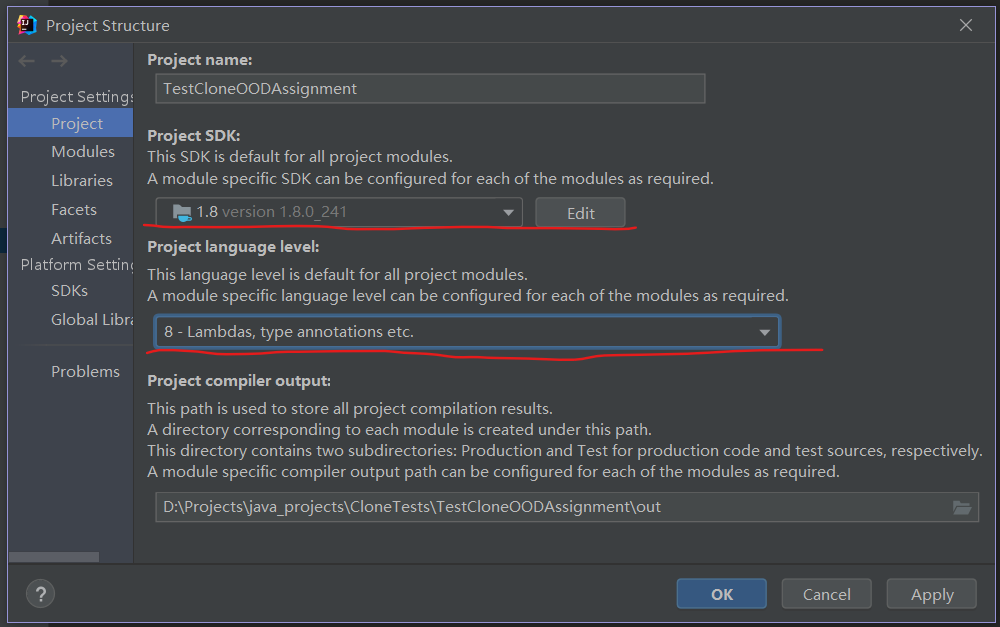 Project Structure
Project name:
TestCloneOODAssignment
Project Settings
Project
Modules
Libraries
Facets
Artifacts
Platform Setting
SDKs
Global Libra
Problems
Project SDK:
This SDK is default for all project modules.
A module specific SDK can be configured for each of the modules as required.
1.8 version 1.8.0_241
Edit
Project language level:
This language level is default for all project modules.
A module specific language level can be configured for each of the modules as required.
8 - Lambdas, type annotations etc.
Project compiler output:
This path is used to store all project compilation results.
A directory corresponding to each module is created under this path.
This directory contains two subdirectories: Production and Test for production code and test sources, respectively.
A module specific compiler output path can be configured for each of the modules as required.
D:\Projects\java_projects\CloneTests\TestCloneOODAssignment\out
?
OK
Cancel
Apply